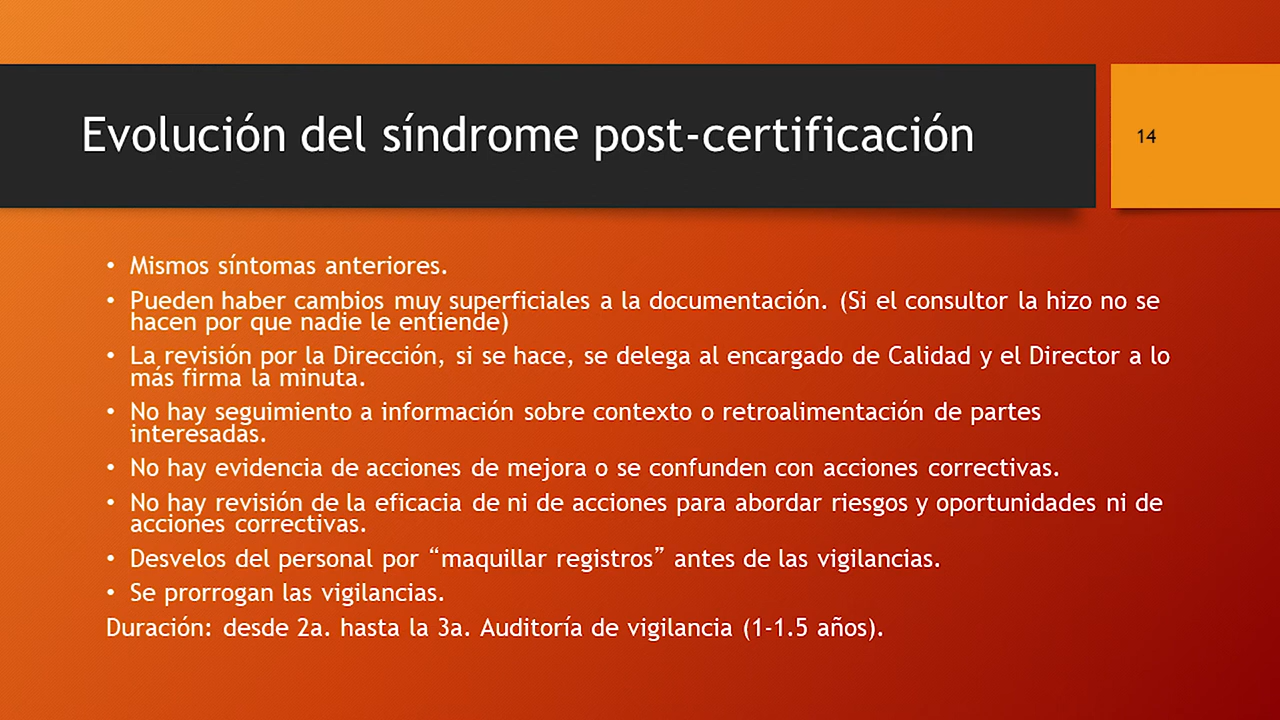 Evolución del síndrome post-certificación
14
• Mismos síntomas anteriores.
• Pueden haber cambios muy superficiales a la documentación. (Si el consultor la hizo no se
hacen por que nadie le entiende)
• La revisión por la Dirección, si se hace, se delega al encargado de Calidad y el Director a lo
más firma la minuta.
• No hay seguimiento a información sobre contexto o retroalimentación de partes
interesadas.
• No hay evidencia de acciones de mejora o se confunden con acciones correctivas.
• No hay revisión de la eficacia de ni de acciones para abordar riesgos y oportunidades ni de
acciones correctivas.
• Desvelos del personal por “maquillar registros” antes de las vigilancias.
• Se prorrogan las vigilancias.
Duración: desde 2a. hasta la 3a. Auditoría de vigilancia (1-1.5 años).